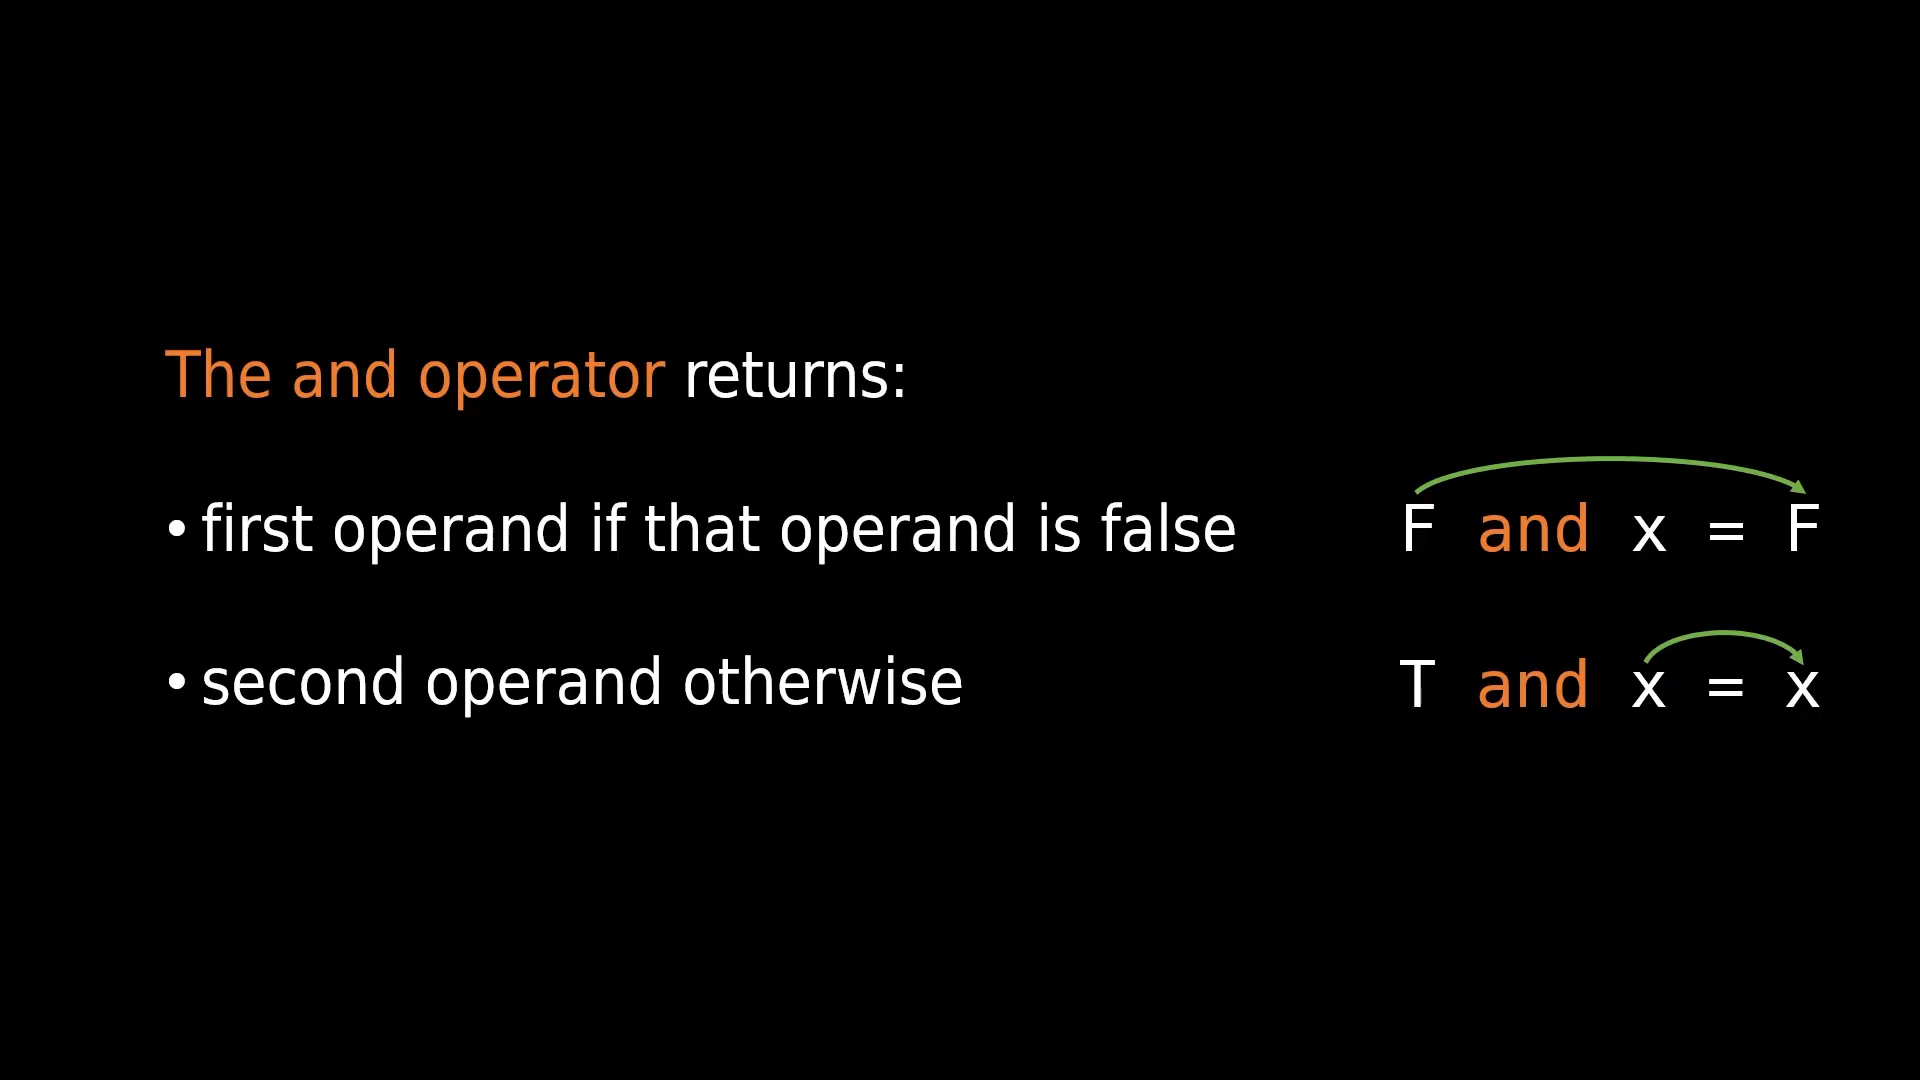 The and operator returns:
• first operand if that operand is false
F and x = F
• second operand otherwise
T and x = x